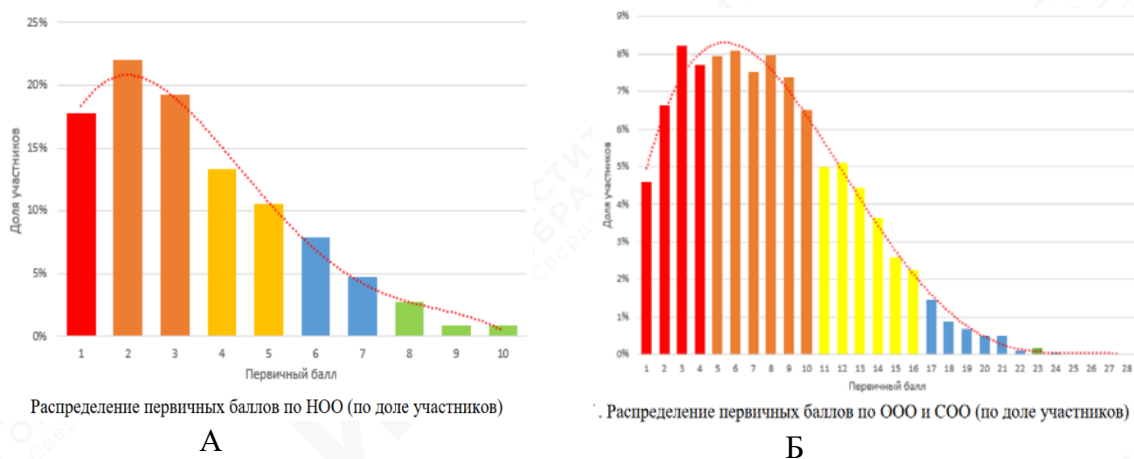 25%
20%
15%
10%
5%
0%
Доля участников
1 2 3 4 5 6 7 8 9 10
Первичный балл
Распределение первичных баллов по НОО (по доле участников)
А
9%
8%
7%
6%
5%
4%
3%
2%
1%
0%
Доля участников
1 2 3 4 5 6 7 8 9 10 11 12 13 14 15 16 17 18 19 20 21 22 23 24 25 26 27 28
Первичный балл
. Распределение первичных баллов по ООО и СОО (по доле участников)
Б